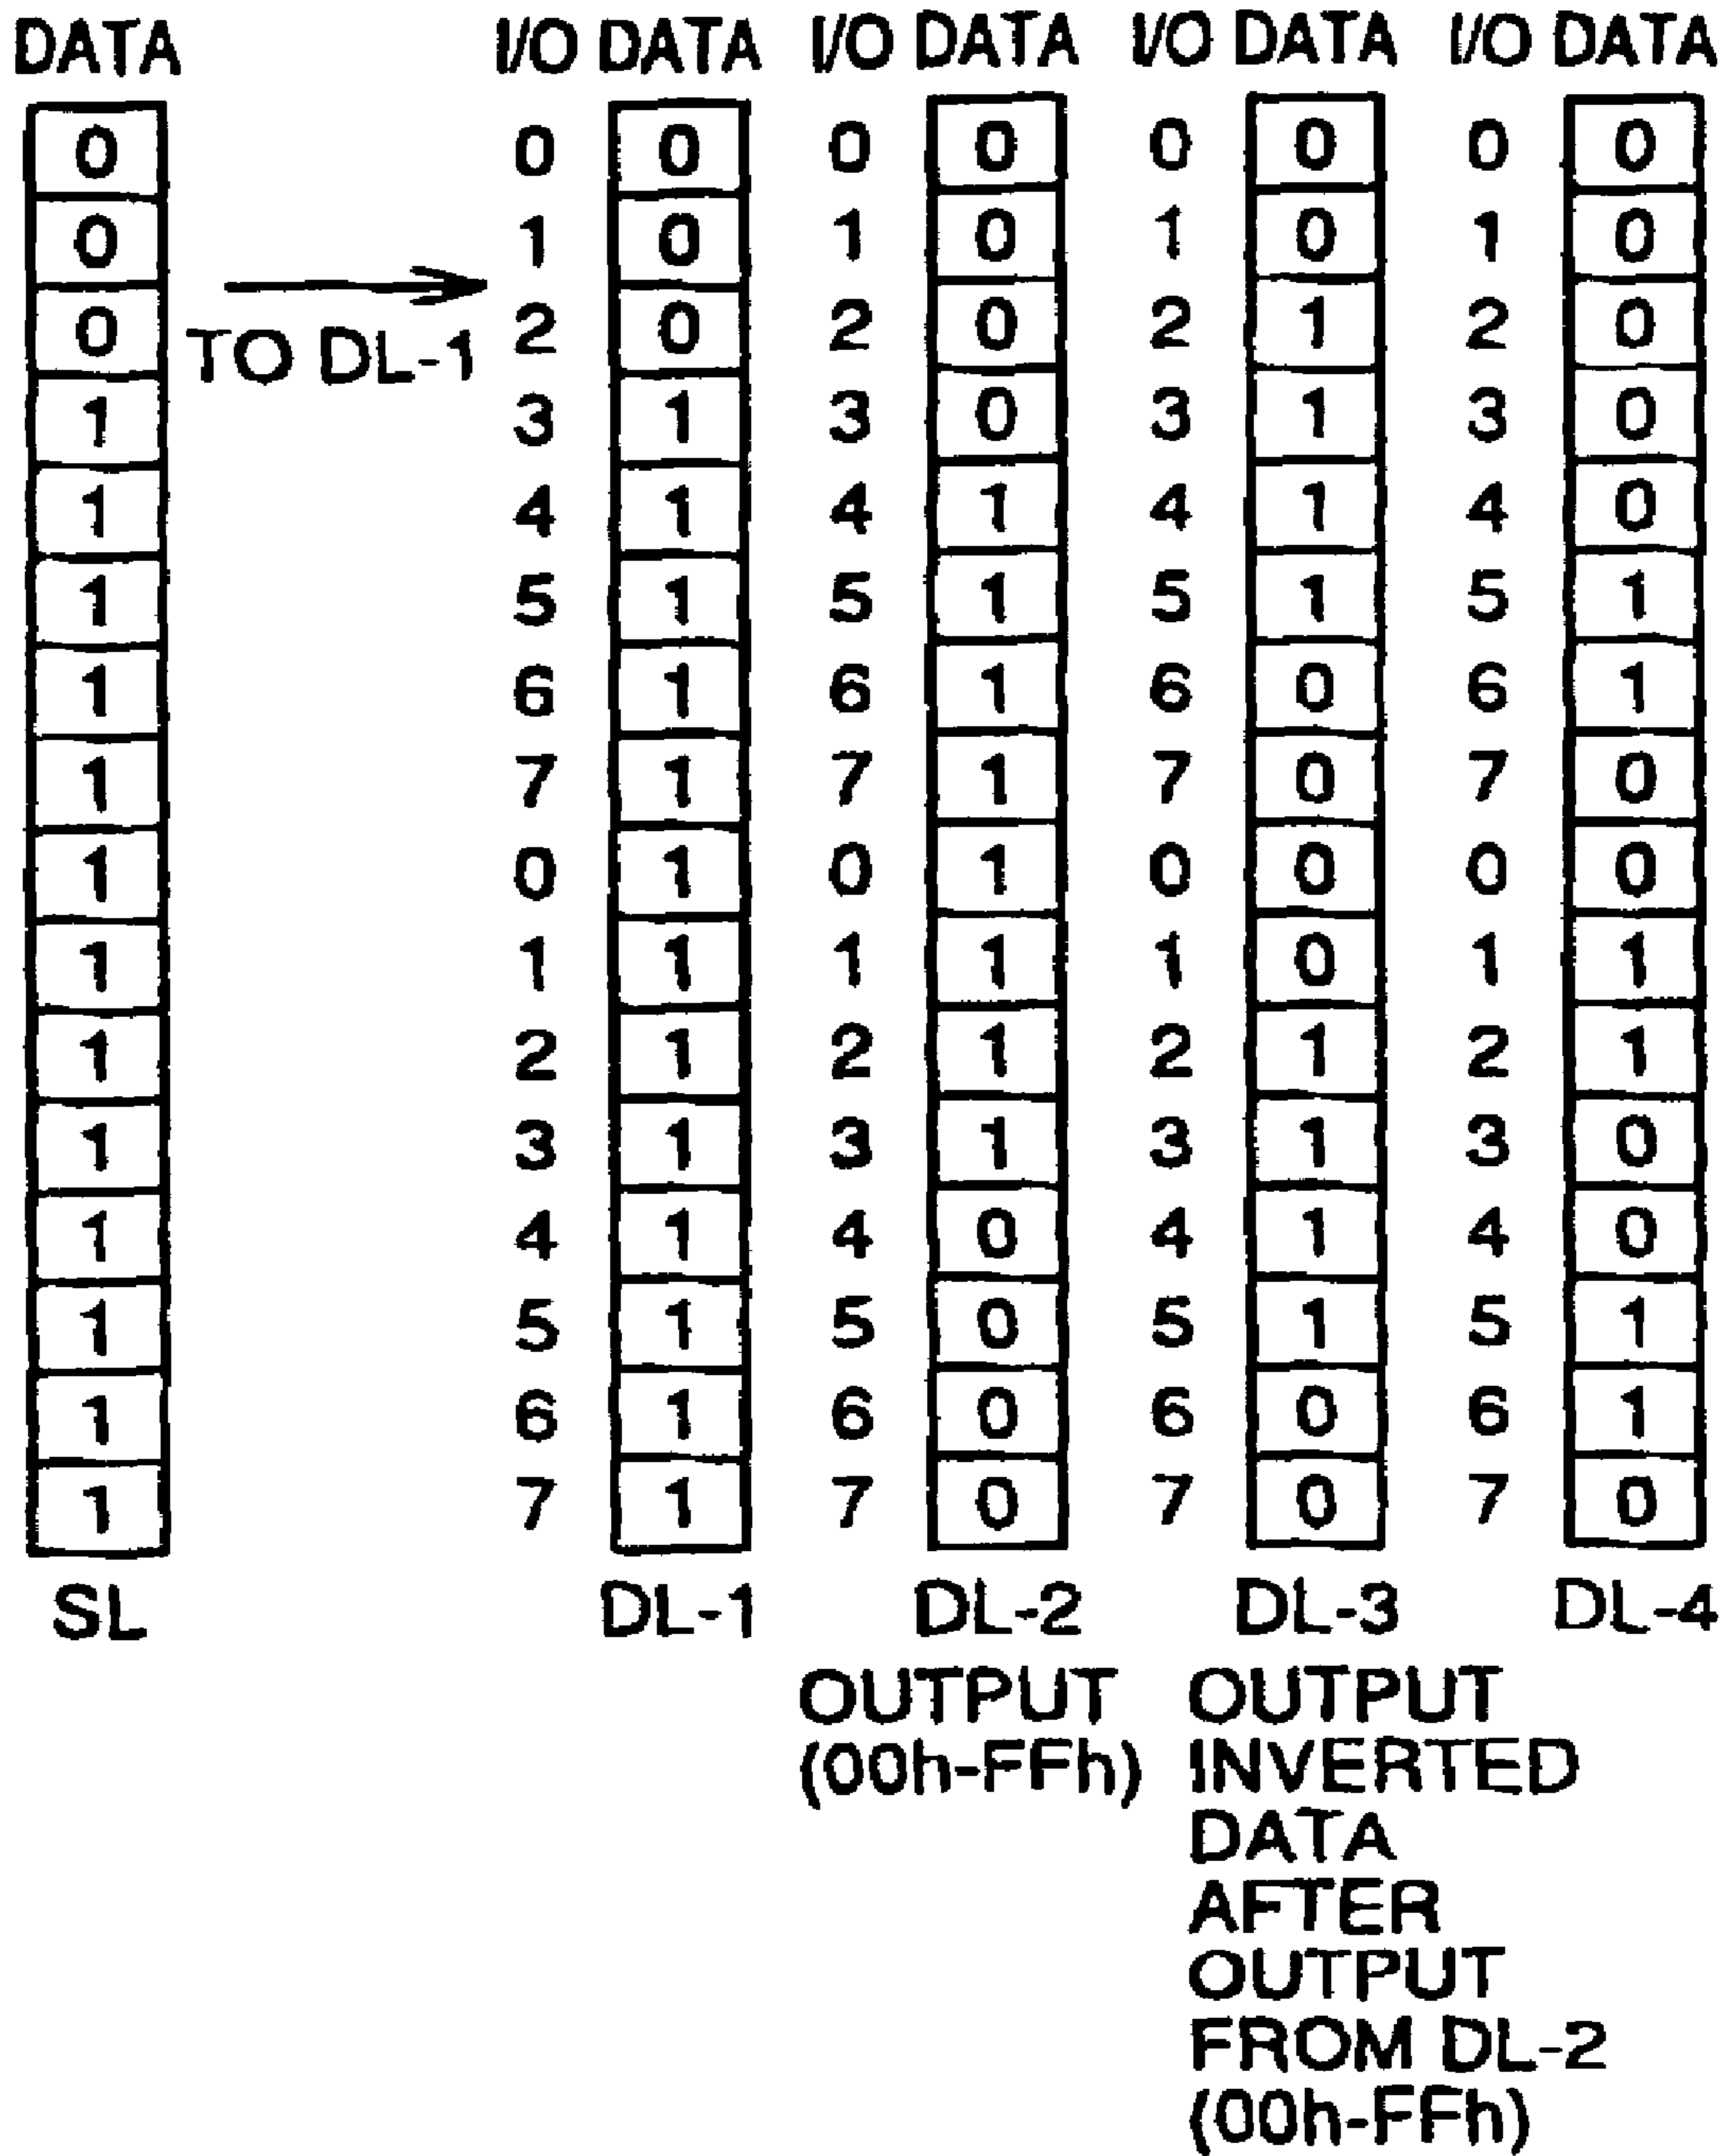 DATA I/O DATA I/O DATA I/O DATA I/O DATA
0 0 0 0 0 0 0 0 0
0 1 0 1 0 1 0 1 0
0 2 0 2 0 2 1 2 0
TO DL-1
1 3 1 3 0 3 1 3 0
1 4 1 4 1 4 1 4 0
1 5 1 5 1 5 1 5 1
1 6 1 6 1 6 0 6 1
1 7 1 7 1 7 0 7 0
1 0 1 0 1 0 0 0 0
1 1 1 1 1 1 0 1 1
1 2 1 2 1 2 1 2 1
1 3 1 3 1 3 1 3 0
1 4 1 4 0 4 1 4 0
1 5 1 5 0 5 1 5 1
1 6 1 6 0 6 0 6 1
1 7 1 7 0 7 0 7 0
SL DL-1 DL-2 DL-3 DL-4
OUTPUT
(00h-FFh)
OUTPUT
INVERTED
DATA
AFTER
OUTPUT
FROM DL-2
(00h-FFh)